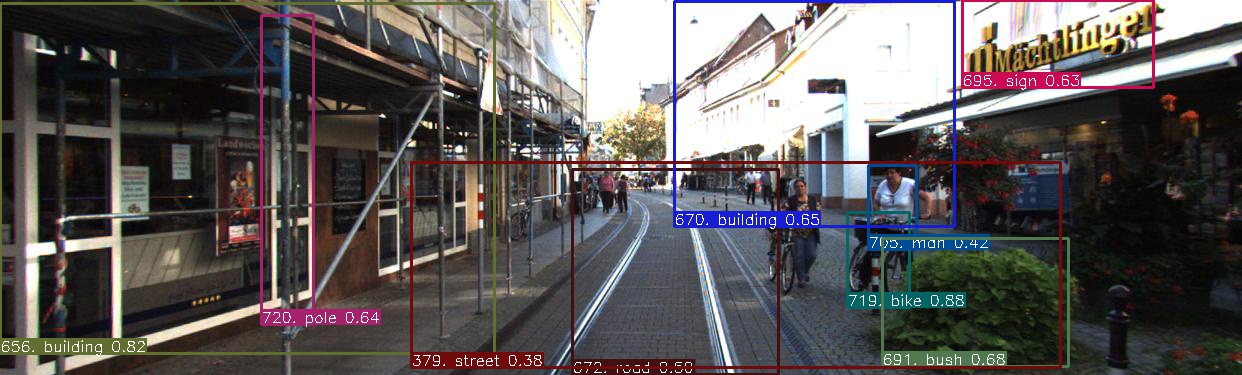 Mächtlinger
695. sign 0.63
Landwoche
670. building 0.65
705. man 0.42
719. bike 0.88
720. pole 0.64
656. building 0.82
379. street 0.38
672. road 0.50
691. bush 0.68